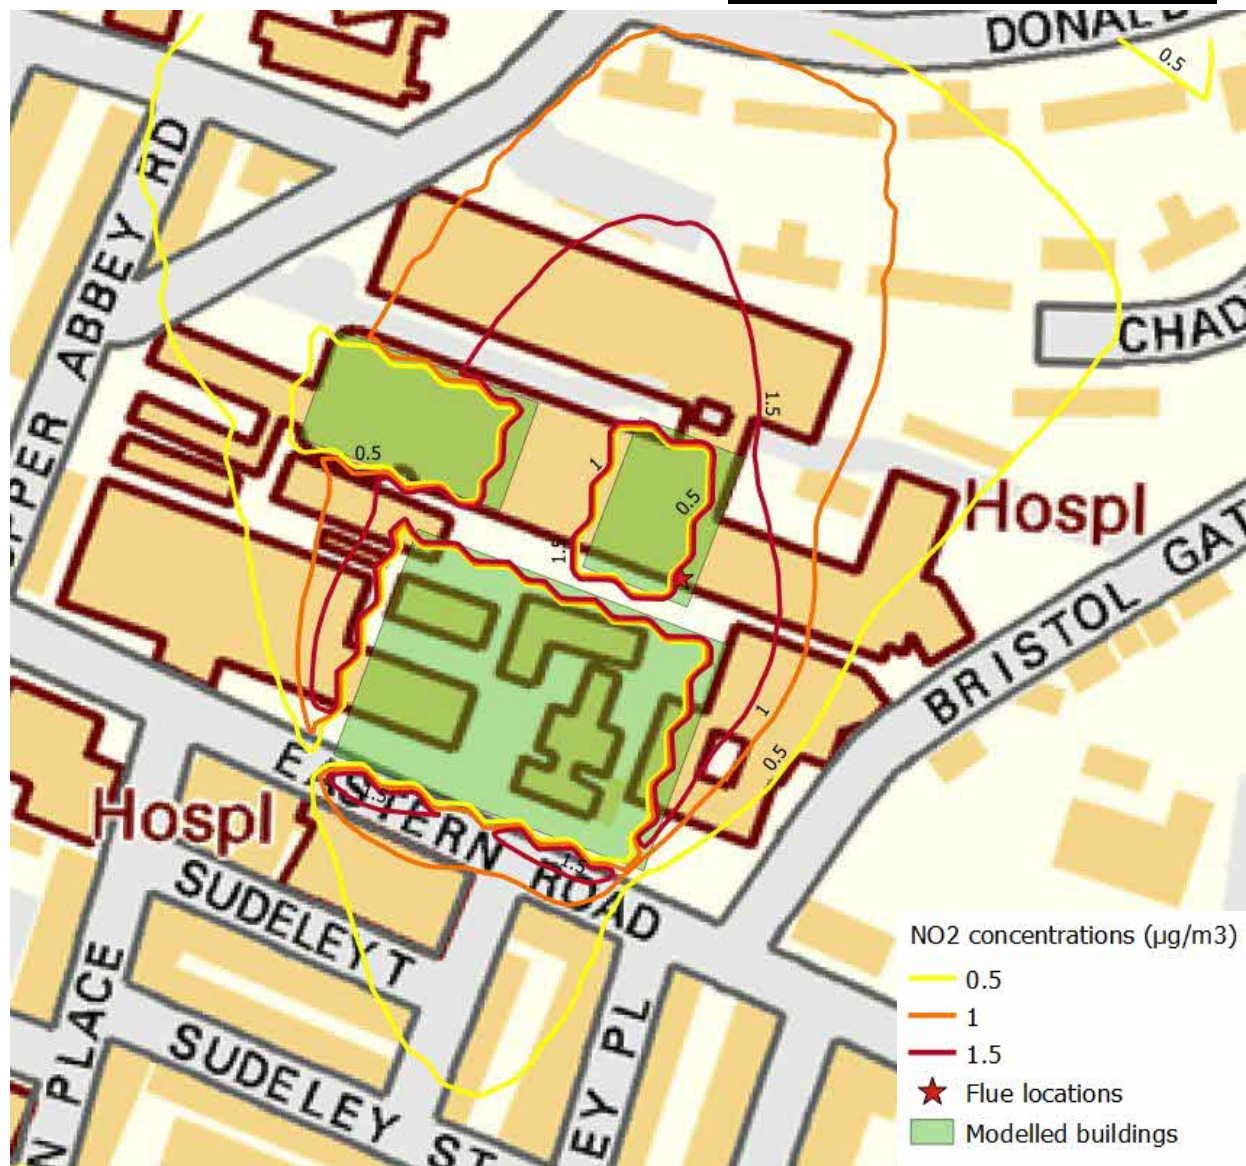 DONALD
0.5
UPPER ABBEY RD
CHAD
1.5
0.5
1
0.5
1.5
Hospl
BRISTOL GAT
1
0.5
EASTERN ROAD
1.5
1.5
Hospl
SUDELEY T
SUDELEY ST
N PLACE
EY PL
NO2 concentrations (µg/m3)
0.5
1
1.5
Flue locations
Modelled buildings